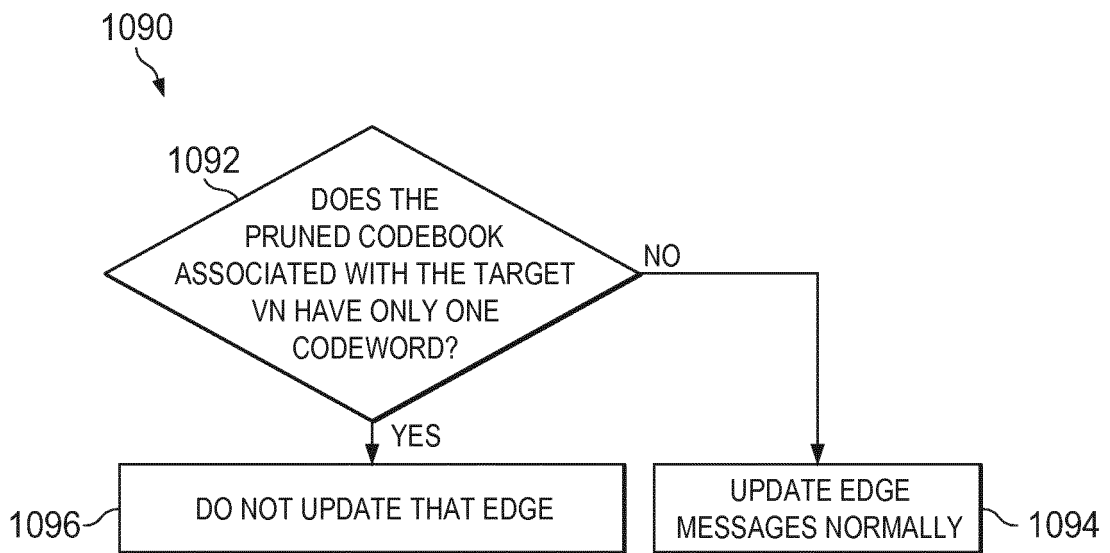 1090
1092
DOES THE
PRUNED CODEBOOK
ASSOCIATED WITH THE TARGET
VN HAVE ONLY ONE
CODEWORD?
NO
YES
1096
DO NOT UPDATE THAT EDGE
UPDATE EDGE
MESSAGES NORMALLY
1094